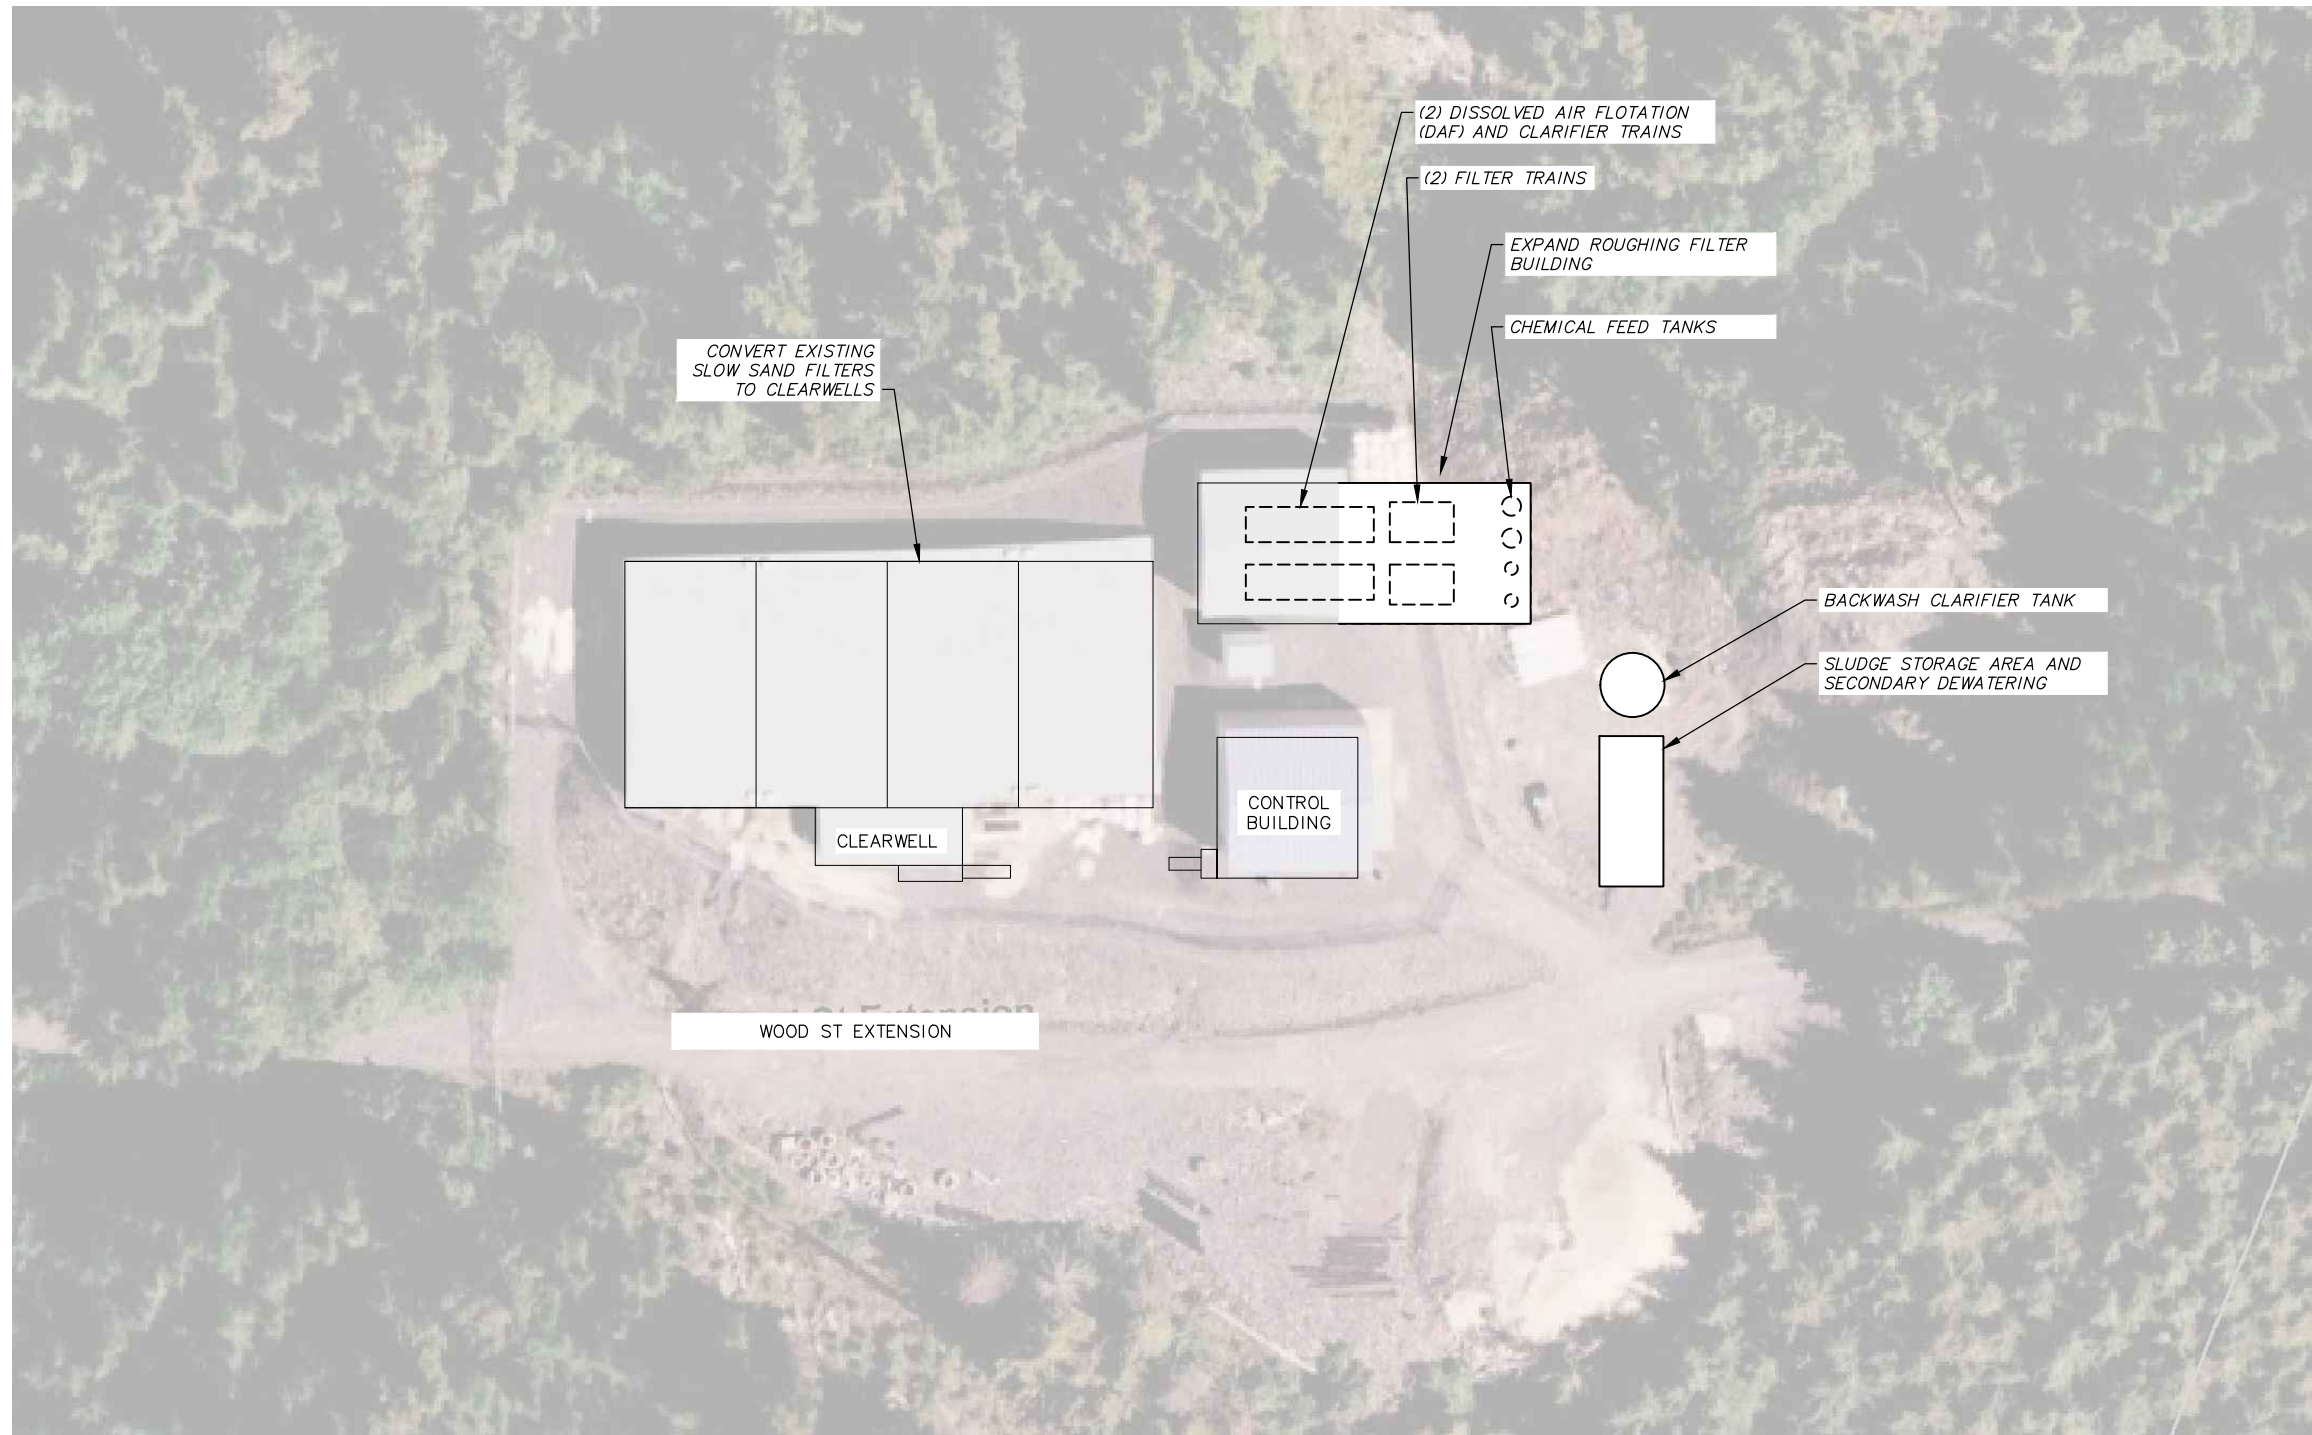 (2) DISSOLVED AIR FLOTATION
(DAF) AND CLARIFIER TRAINS
(2) FILTER TRAINS
EXPAND ROUGHING FILTER
BUILDING
CHEMICAL FEED TANKS
CONVERT EXISTING
SLOW SAND FILTERS
TO CLEARWELLS
BACKWASH CLARIFIER TANK
SLUDGE STORAGE AREA AND
SECONDARY DEWATERING
CONTROL
BUILDING
CLEARWELL
Extension
WOOD ST EXTENSION